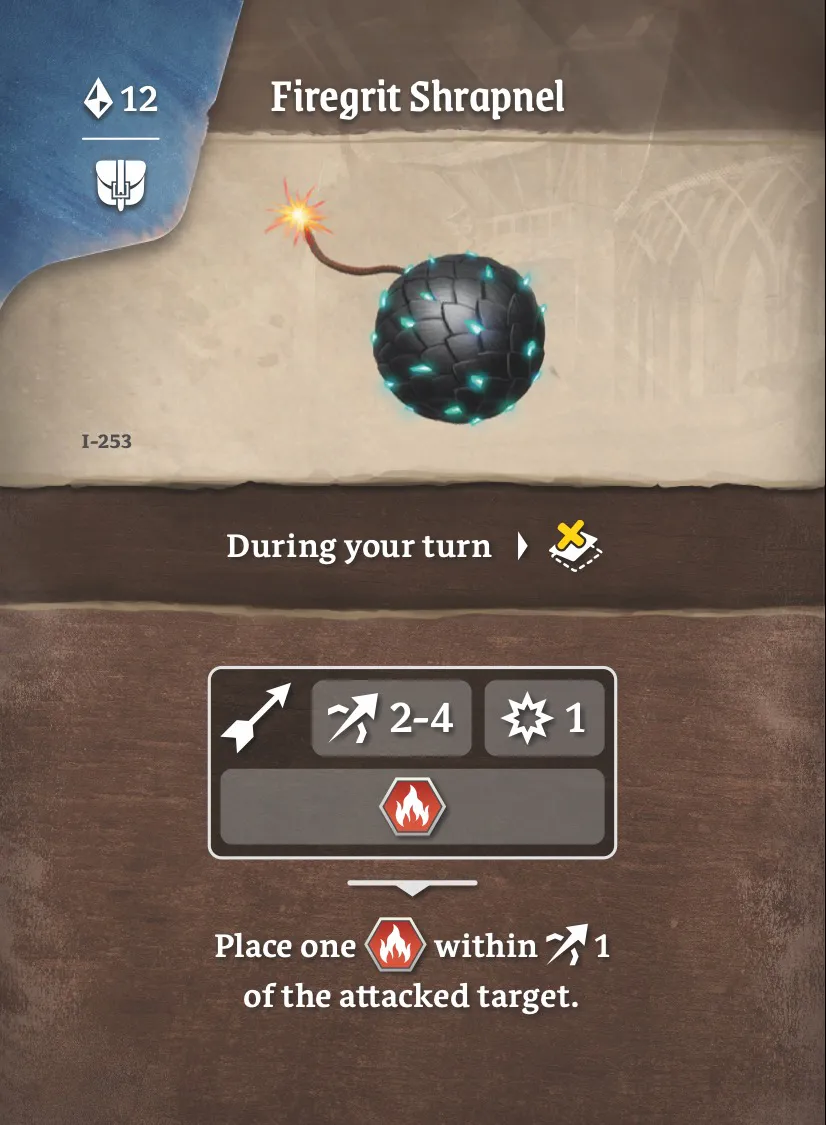 12
Firegrit Shrapnel
I-253
During your turn
2-4 1
Place one within 1
of the attacked target.